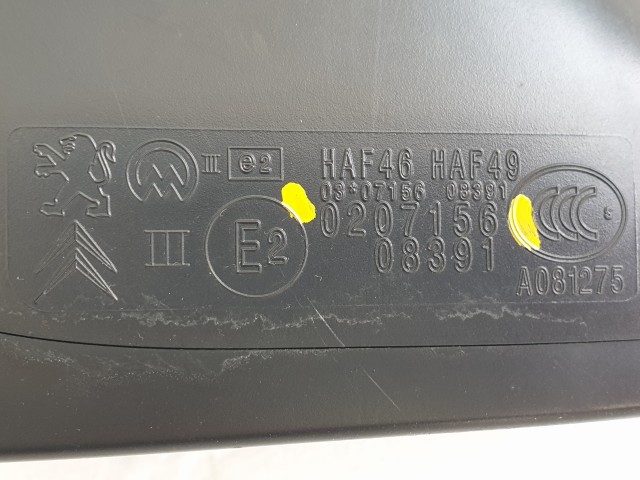 III e2 HAF46 HAF49
03*07156 08391
0207156
III E2 08391
CCC S
A081275